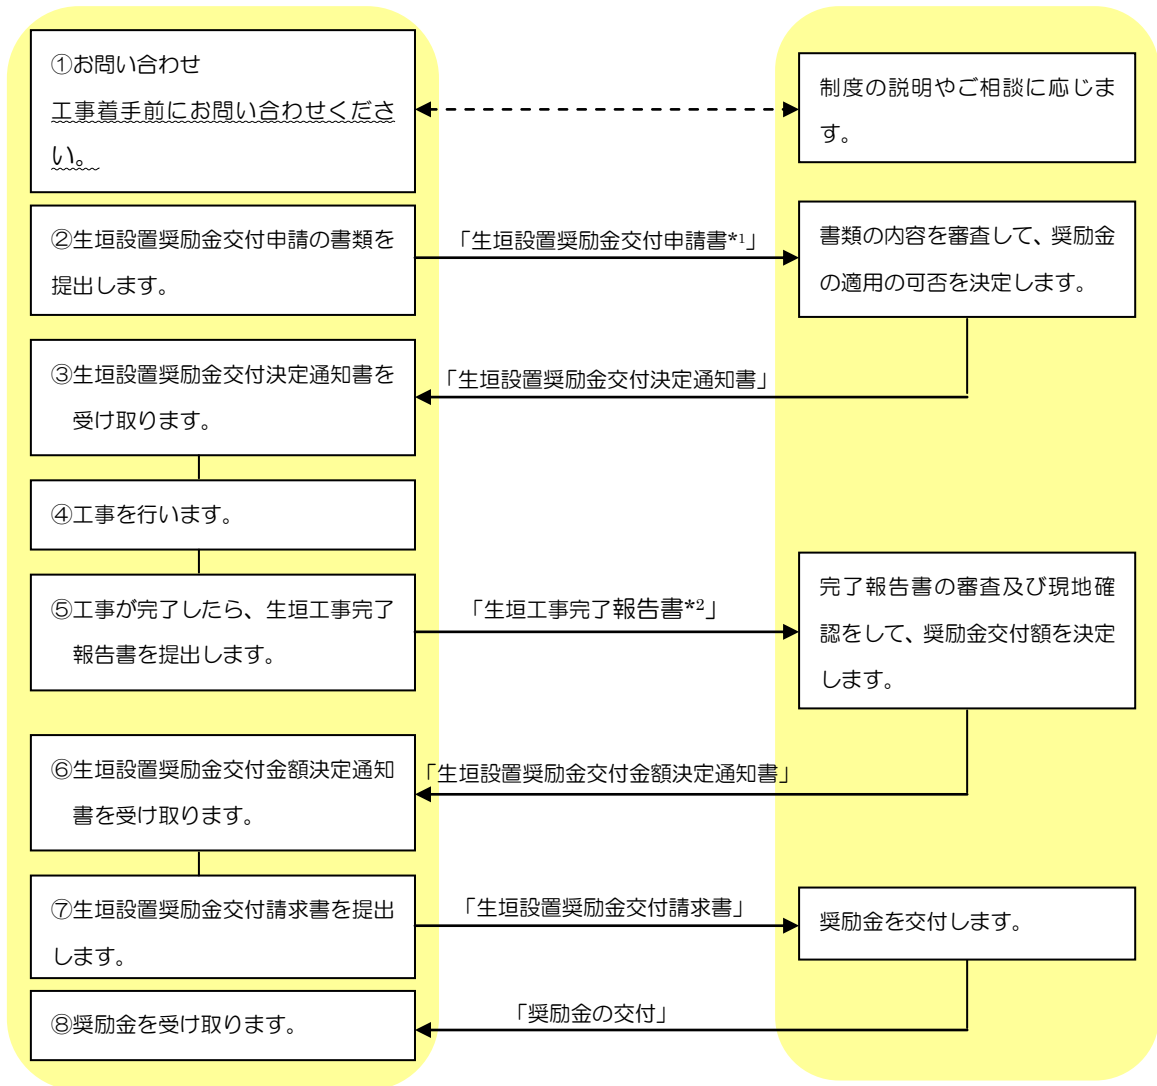 ①お問い合わせ
工事着手前にお問い合わせくださ
い。
制度の説明やご相談に応じま
す。
②生垣設置奨励金交付申請の書類を
提出します。
「生垣設置奨励金交付申請書*1」
書類の内容を審査して、奨励金
の適用の可否を決定します。
③生垣設置奨励金交付決定通知書を
受け取ります。
「生垣設置奨励金交付決定通知書」
④工事を行います。
⑤工事が完了したら、生垣工事完了
報告書を提出します。
「生垣工事完了報告書*2」
完了報告書の審査及び現地確
認をして、奨励金交付額を決定
します。
⑥生垣設置奨励金交付金額決定通知
書を受け取ります。
「生垣設置奨励金交付金額決定通知書」
⑦生垣設置奨励金交付請求書を提出
します。
「生垣設置奨励金交付請求書」
奨励金を交付します。
⑧奨励金を受け取ります。
「奨励金の交付」